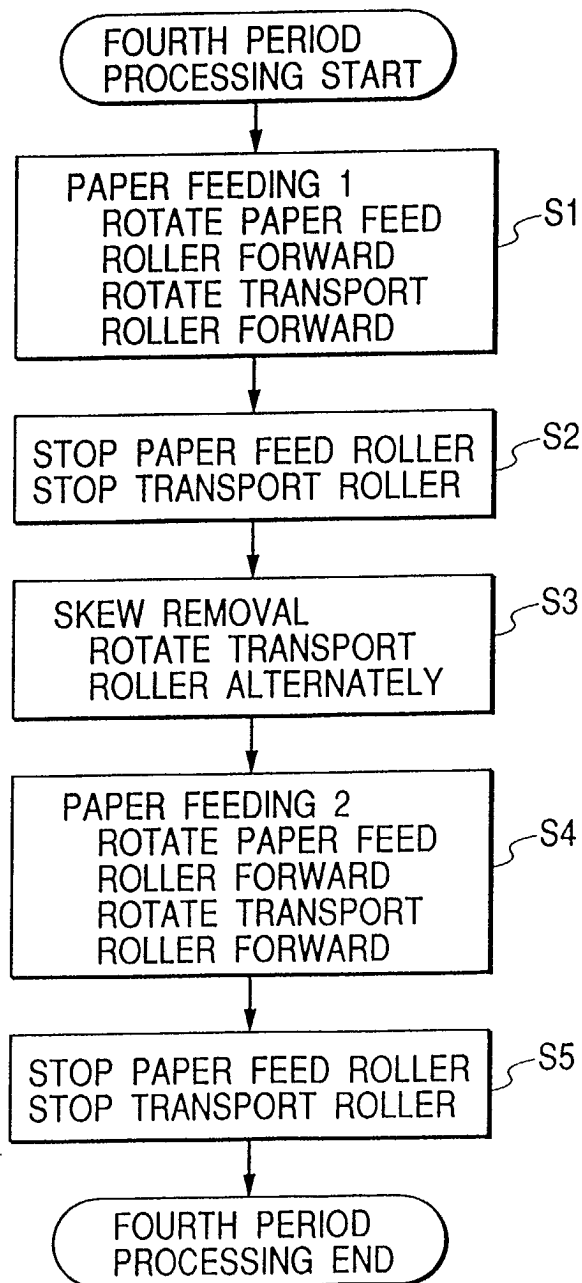 FOURTH PERIOD
PROCESSING START
PAPER FEEDING 1
ROTATE PAPER FEED
ROLLER FORWARD
ROTATE TRANSPORT
ROLLER FORWARD
S1
STOP PAPER FEED ROLLER
STOP TRANSPORT ROLLER
S2
SKEW REMOVAL
ROTATE TRANSPORT
ROLLER ALTERNATELY
S3
PAPER FEEDING 2
ROTATE PAPER FEED
ROLLER FORWARD
ROTATE TRANSPORT
ROLLER FORWARD
S4
STOP PAPER FEED ROLLER
STOP TRANSPORT ROLLER
S5
FOURTH PERIOD
PROCESSING END